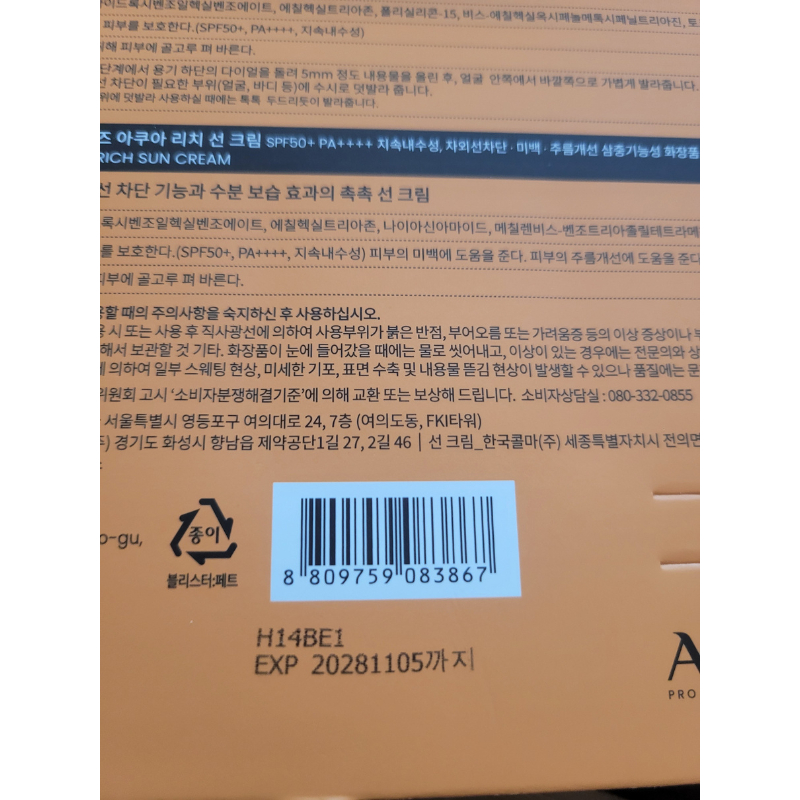 이드록시벤조일헥실벤조에이트, 에칠헥실트리아존, 폴리실리콘-15, 비스-에칠헥실옥시페놀메톡시페닐트리아진, 토
피부를 보호한다.(SPF50+, PA++++, 지속내수성)
해 피부에 골고루 펴 바른다.
단계에서 용기 하단의 다이얼을 돌려 5mm 정도 내용물을 올린 후, 얼굴 안쪽에서 바깥쪽으로 가볍게 발라줍니다.
선 차단이 필요한 부위(얼굴, 바디 등)에 수시로 덧발라 줍니다.
위에 덧발라 사용하실 때에는 톡톡 두드리듯이 발라줍니다.
즈 아쿠아 리치 선 크림 SPF50+ PA++++ 지속내수성, 자외선차단 · 미백 · 주름개선 삼중기능성 화장품
RICH SUN CREAM
선 차단 기능과 수분 보습 효과의 촉촉 선 크림
록시벤조일헥실벤조에이트, 에칠헥실트리아존, 나이아신아마이드, 메칠렌비스-벤조트리아졸릴테트라메
를 보호한다.(SPF50+, PA++++, 지속내수성) 피부의 미백에 도움을 준다. 피부의 주름개선에 도움을 준다
피부에 골고루 펴 바른다.
용할 때의 주의사항을 숙지하신 후 사용하십시오.
용 시 또는 사용 후 직사광선에 의하여 사용부위가 붉은 반점, 부어오름 또는 가려움증 등의 이상 증상이나 부
해서 보관할 것 기타. 화장품이 눈에 들어갔을 때에는 물로 씻어내고, 이상이 있는 경우에는 전문의와 상
에 의하여 일부 스웨팅 현상, 미세한 기포, 표면 수축 및 내용물 뜯김 현상이 발생할 수 있으나 품질에는 문
위원회 고시 '소비자분쟁해결기준'에 의해 교환 또는 보상해 드립니다. 소비자상담실 : 080-332-0855
서울특별시 영등포구 여의대로 24, 7층 (여의도동, FKI타워)
주) 경기도 화성시 향남읍 제약공단1길 27, 2길 46 | 선 크림_한국콜마(주) 세종특별자치시 전의면
o-gu,
종이
블리스터:페트
8 809759 083867
H14BE1
EXP 20281105까지
A
PRO